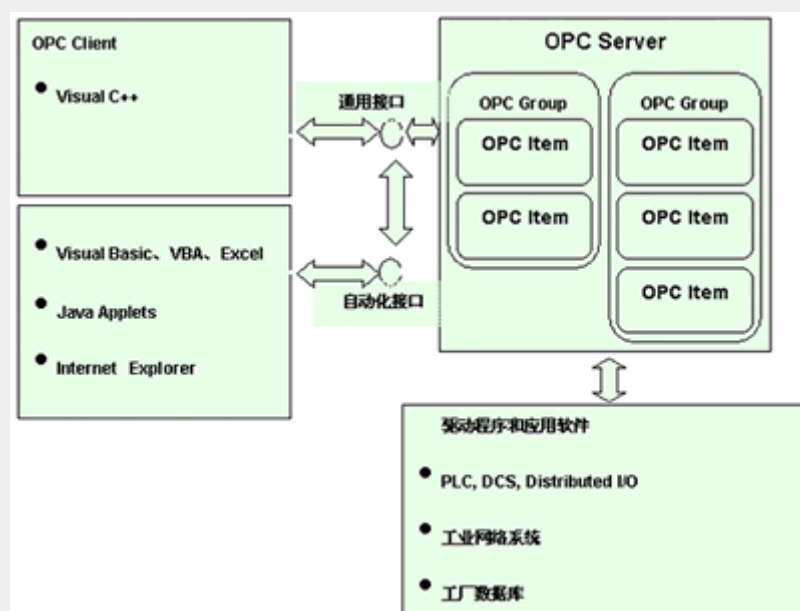 OPC Client
Visual C++
Visual Basic、VBA、Excel
Java Applets
Internet Explorer
通用接口
自动化接口
OPC Server
OPC Group
OPC Item
OPC Item
OPC Group
OPC Item
OPC Item
OPC Item
驱动程序和应用软件
PLC, DCS, Distributed I/O
工业网络系统
工厂数据库